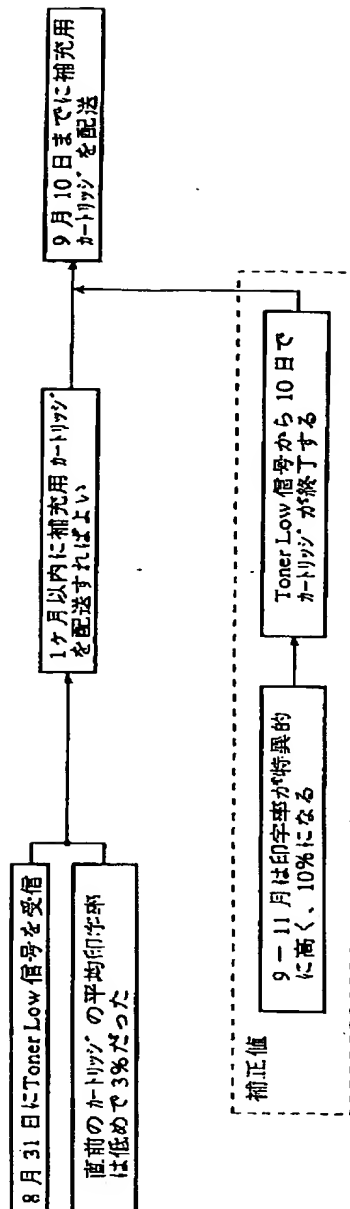 8月31日にToner Low信号を受信
直前のカートリッジの平均印字率
は低めで3%だった
1ヶ月以内に補充用カートリッジ
を配送すればよい
9月10日までに補充用
カートリッジを配送
補正値
9－11月は印字率が特異的
に高く、10%になる
Toner Low信号から10日で
カートリッジが終了する